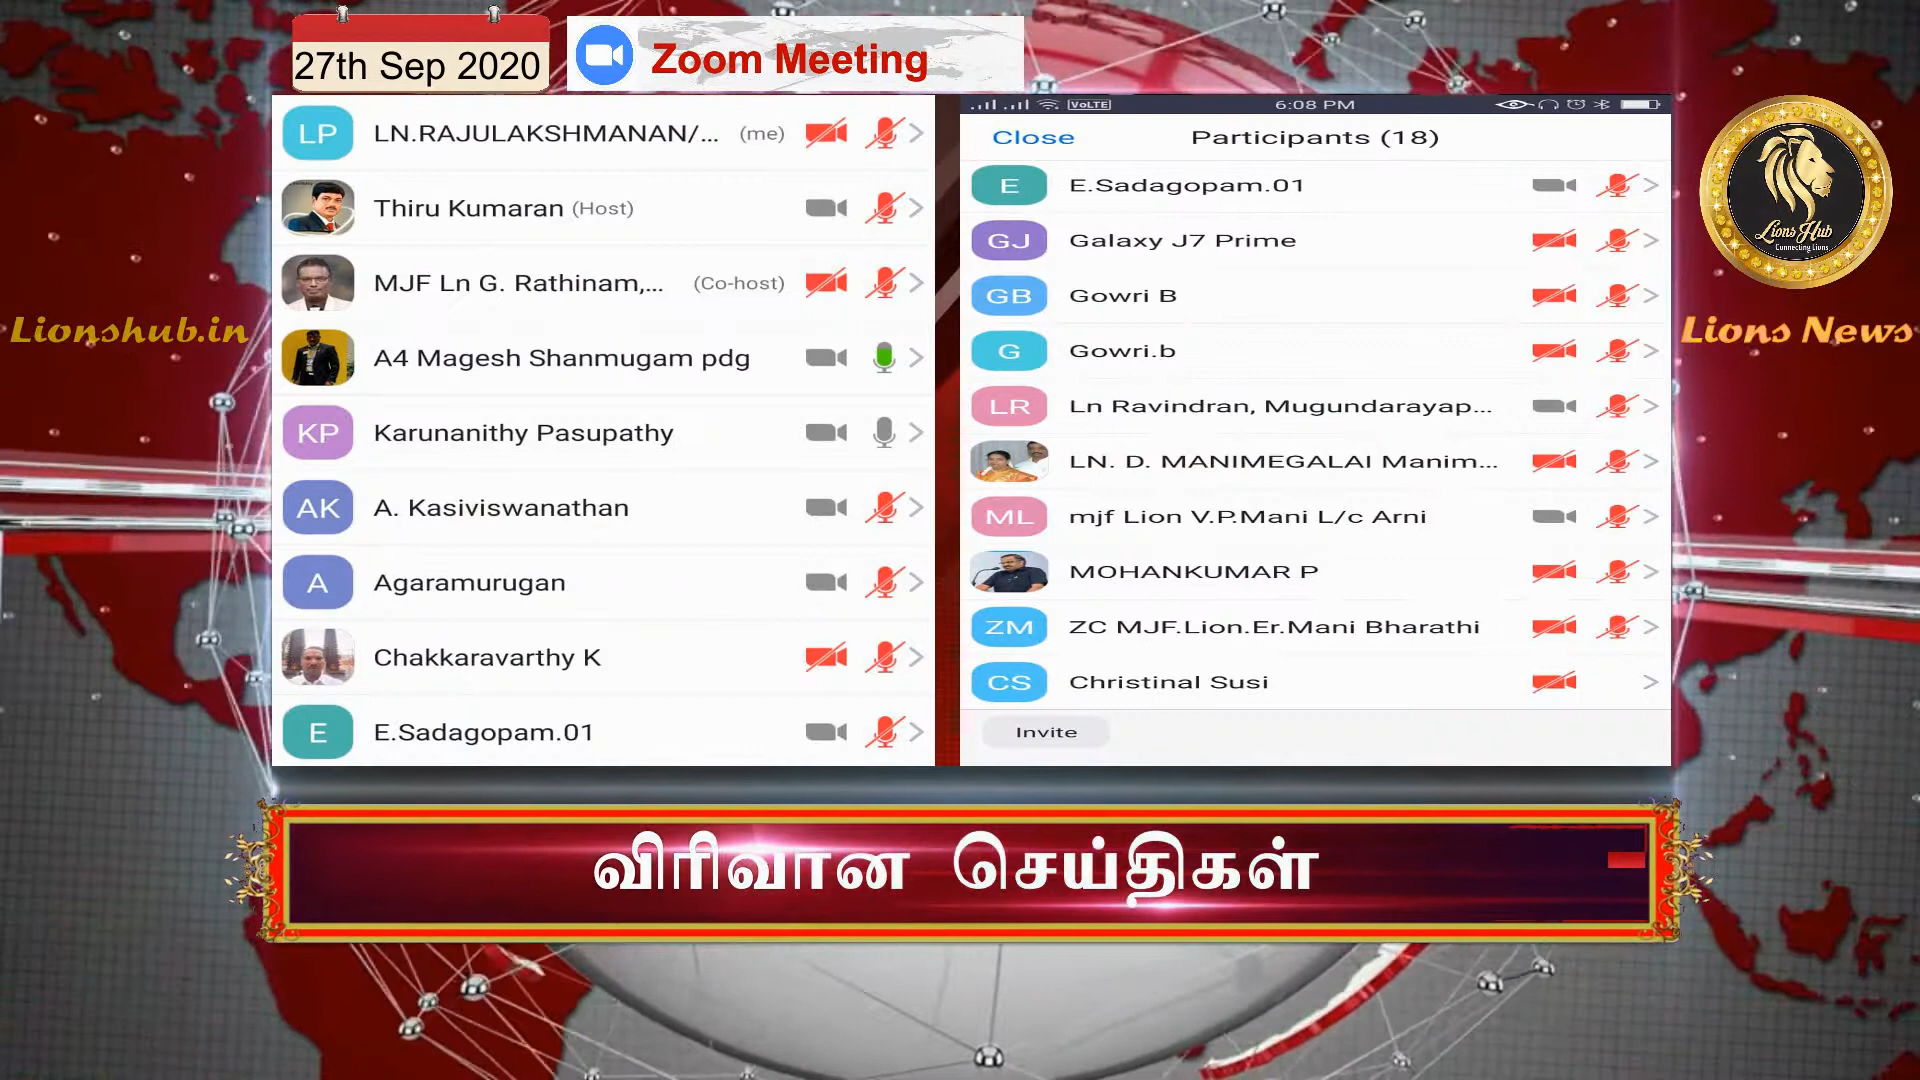 27th Sep 2020
Zoom Meeting
LP LN.RAJULAKSHMANAN/... (me)
Thiru Kumaran (Host)
MJF Ln G. Rathinam,... (Co-host)
A4 Magesh Shanmugam pdg
KP Karunanithy Pasupathy
AK A. Kasiviswanathan
A Agaramurugan
Chakkaravarthy K
E E.Sadagopam.01
VoLTE 6:08 PM
Close Participants (18)
E E.Sadagopam.01
GJ Galaxy J7 Prime
GB Gowri B
G Gowri.b
LR Ln Ravindran, Mugundarayap...
LN. D. MANIMEGALAI Manim...
ML mjf Lion V.P.Mani L/c Arni
MOHANKUMAR P
ZM ZC MJF.Lion.Er.Mani Bharathi
CS Christinal Susi
Invite
Lions Hub
Connecting Lions
Lionshub.in
Lions News
விரிவான செய்திகள்